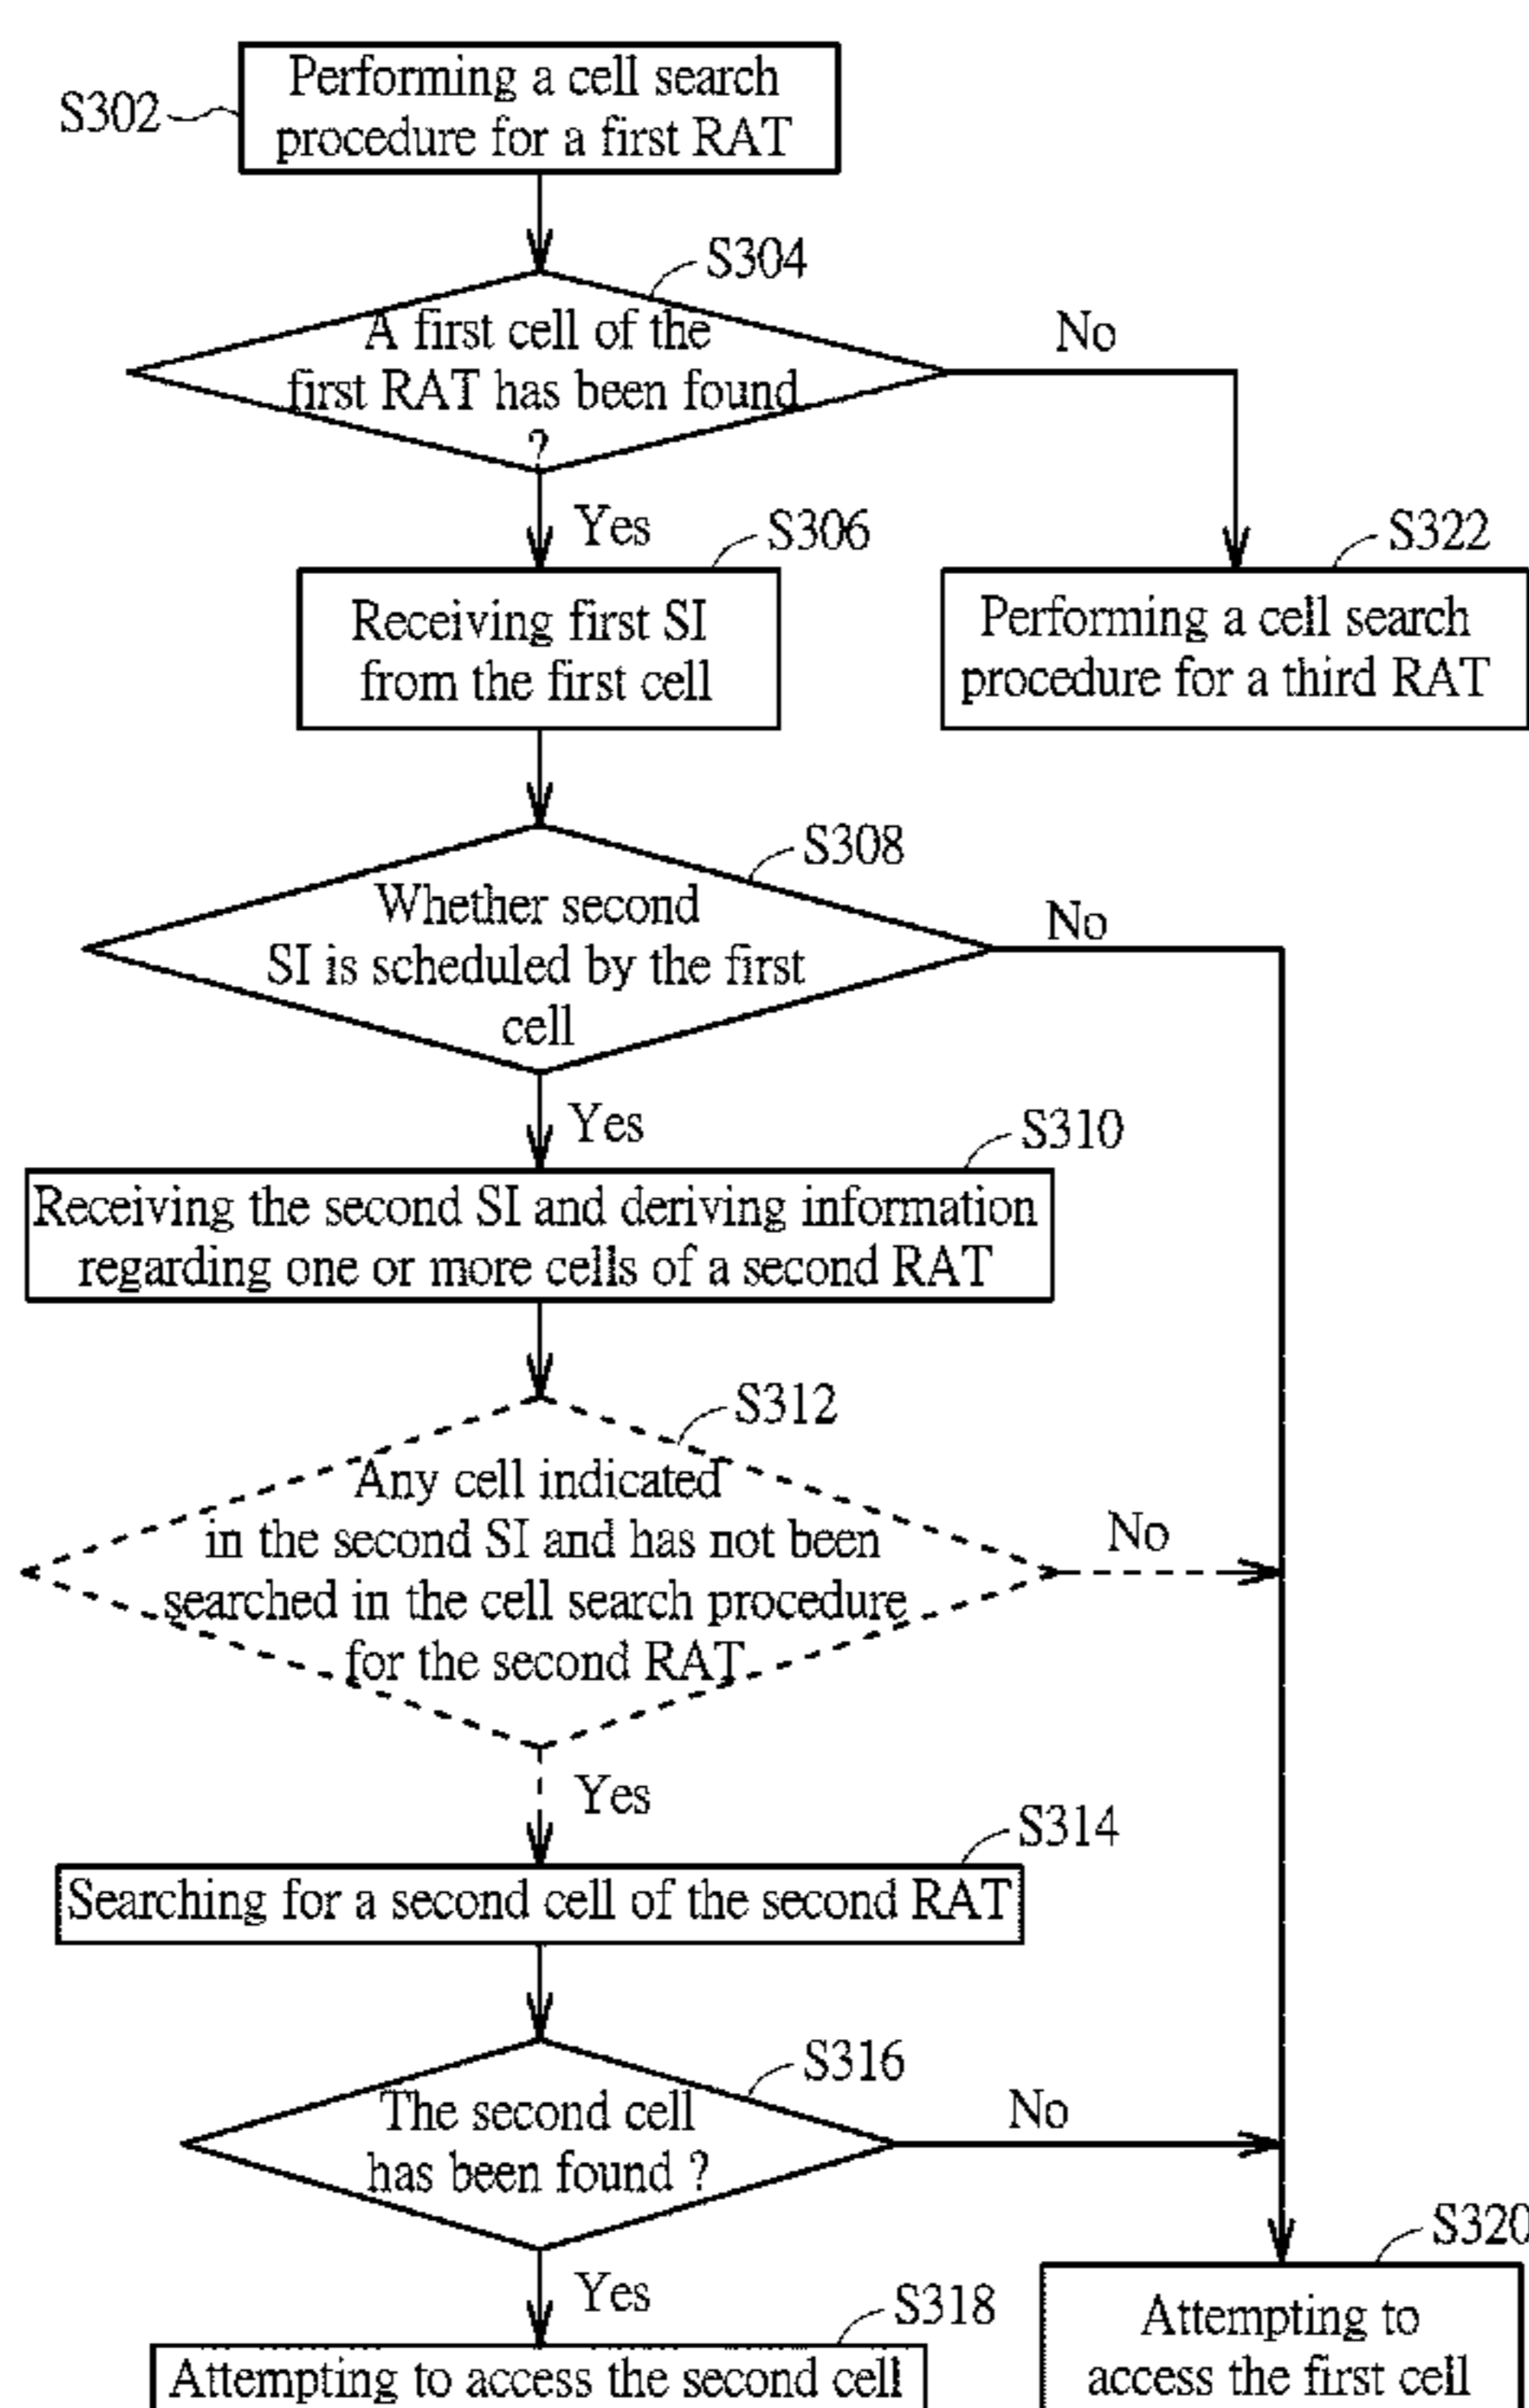 S302
Performing a cell search
procedure for a first RAT
S304
A first cell of the
first RAT has been found
?
No
Yes
S306
Receiving first SI
from the first cell
S322
Performing a cell search
procedure for a third RAT
S308
Whether second
SI is scheduled by the first
cell
No
Yes
S310
Receiving the second SI and deriving information
regarding one or more cells of a second RAT
S312
Any cell indicated
in the second SI and has not been
searched in the cell search procedure
for the second RAT
No
Yes
S314
Searching for a second cell of the second RAT
S316
The second cell
has been found ?
No
Yes
S318
Attempting to access the second cell
S320
Attempting to
access the first cell